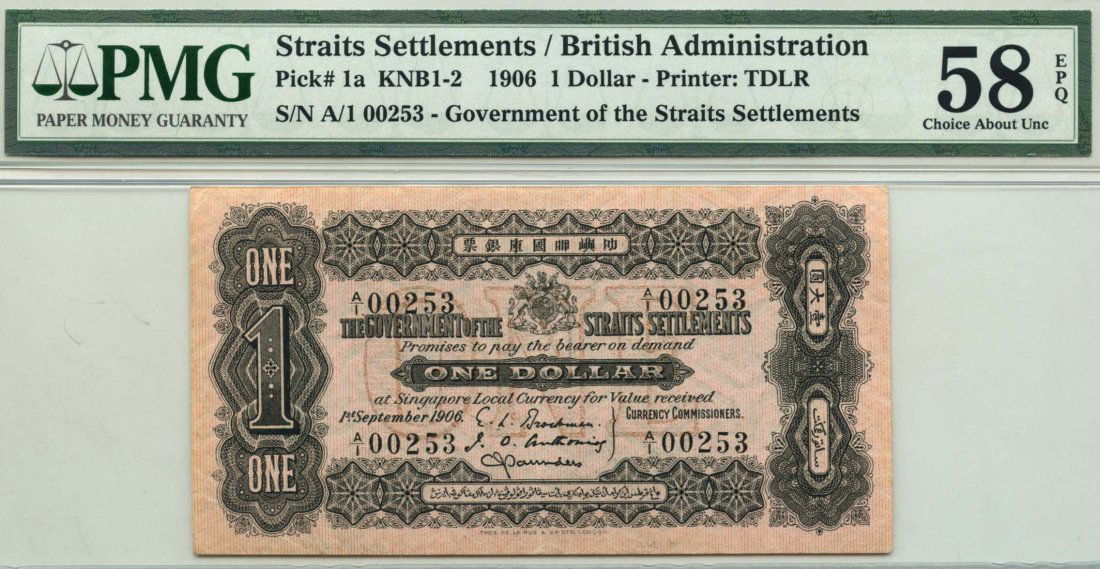 PMG
PAPER MONEY GUARANTY
Straits Settlements / British Administration
Pick# 1a KNB1-2 1906 1 Dollar - Printer: TDLR
S/N A/1 00253 - Government of the Straits Settlements
58
EPQ
Choice About Unc
叻嶼呷國庫銀票
ONE
1
ONE
A/1 00253
A/1 00253
THE GOVERNMENT OF THE STRAITS SETTLEMENTS
Promises to pay the bearer on demand
ONE DOLLAR
at Singapore Local Currency for Value received
1st September 1906.
CURRENCY COMMISSIONERS.
A/1 00253
A/1 00253
大壹
THOS. DE LA RUE & CO. LTD. LONDON.